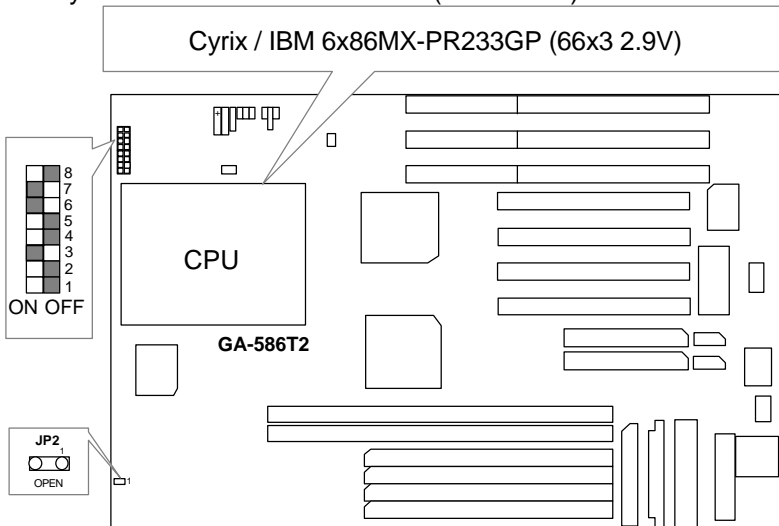 Cyrix / IBM 6x86MX-PR233GP (66x3 2.9V)
8
7
6
5
4
3
2
1
ON OFF
CPU
GA-586T2
JP2
1
OPEN
1